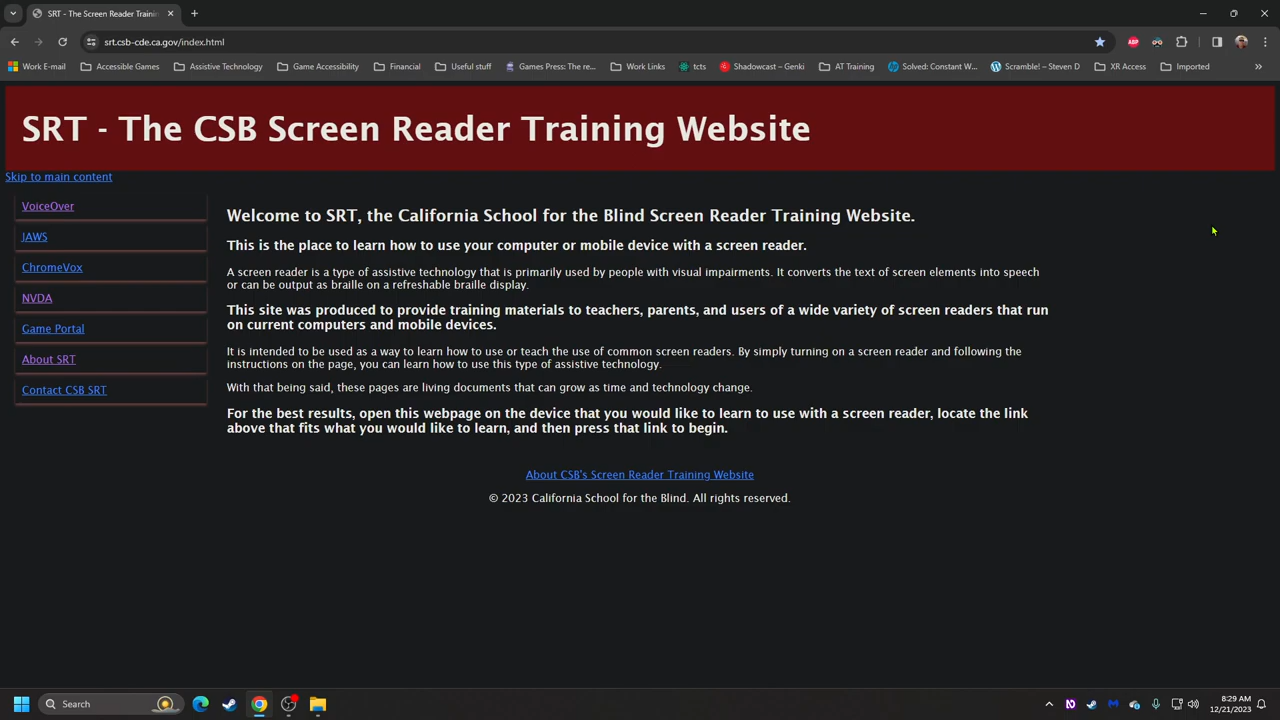 SRT - The Screen Reader Trainin
srt.csb-cde.ca.gov/index.html
ABP
Work E-mail
Accessible Games
Assistive Technology
Game Accessibility
Financial
Useful stuff
Games Press: The re...
Work Links
tcts
Shadowcast – Genki
AT Training
Solved: Constant W...
Scramble! – Steven D
XR Access
Imported
SRT - The CSB Screen Reader Training Website
Skip to main content
VoiceOver
JAWS
ChromeVox
NVDA
Game Portal
About SRT
Contact CSB SRT
Welcome to SRT, the California School for the Blind Screen Reader Training Website.
This is the place to learn how to use your computer or mobile device with a screen reader.
A screen reader is a type of assistive technology that is primarily used by people with visual impairments. It converts the text of screen elements into speech
or can be output as braille on a refreshable braille display.
This site was produced to provide training materials to teachers, parents, and users of a wide variety of screen readers that run
on current computers and mobile devices.
It is intended to be used as a way to learn how to use or teach the use of common screen readers. By simply turning on a screen reader and following the
instructions on the page, you can learn how to use this type of assistive technology.
With that being said, these pages are living documents that can grow as time and technology change.
For the best results, open this webpage on the device that you would like to learn to use with a screen reader, locate the link
above that fits what you would like to learn, and then press that link to begin.
About CSB's Screen Reader Training Website
© 2023 California School for the Blind. All rights reserved.
Search
8:29 AM
12/21/2023